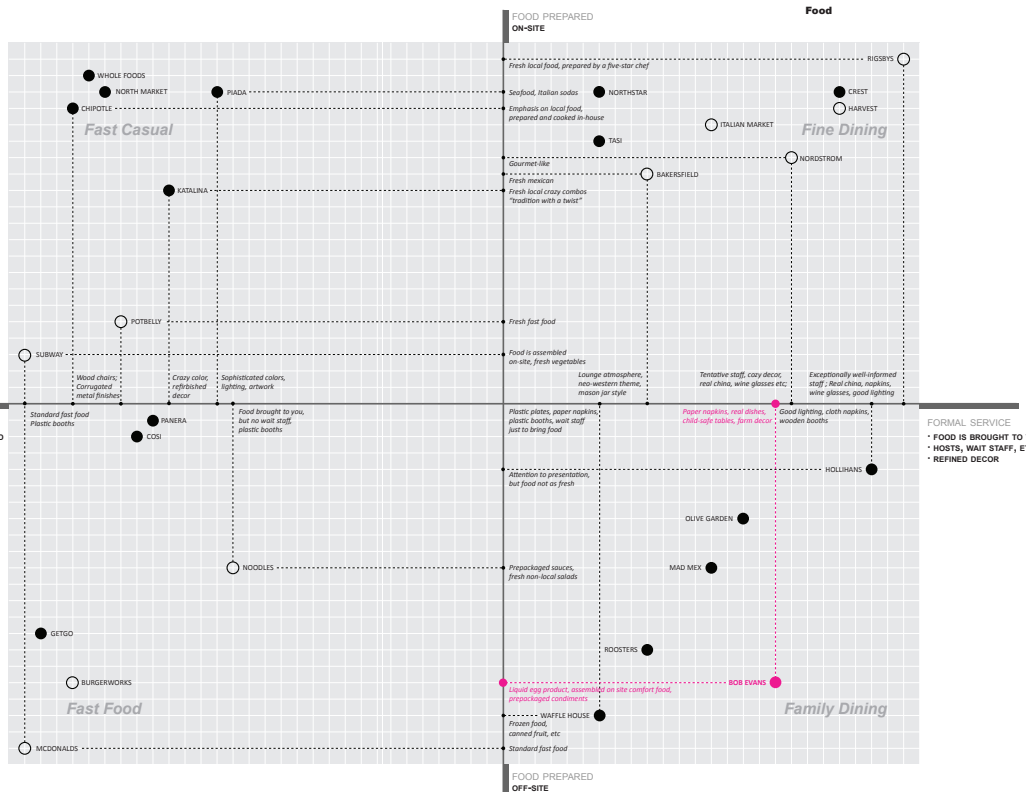 Food
FOOD PREPARED
ON-SITE
RIGSBYS
Fresh local food, prepared by a five-star chef
WHOLE FOODS
NORTH MARKET
PIADA
Seafood, Italian sodas
NORTHSTAR
CREST
CHIPOTLE
Emphasis on local food,
prepared and cooked in-house
HARVEST
Fast Casual
ITALIAN MARKET
Fine Dining
TASI
Gourmet-like
NORDSTROM
Fresh mexican
BAKERSFIELD
KATALINA
Fresh local crazy combos
"tradition with a twist"
POTBELLY
Fresh fast food
SUBWAY
Food is assembled
on-site, fresh vegetables
Wood chairs;
Corrugated
metal finishes
Crazy color,
refirbished
decor
Sophisticated colors,
lighting, artwork
Lounge atmosphere,
neo-western theme,
mason jar style
Tentative staff, cozy decor,
real china, wine glasses etc;
Exceptionally well-informed
staff ; Real china, napkins,
wine glasses, good lighting
Standard fast food
Plastic booths
PANERA
COSI
Food brought to you,
but no wait staff,
plastic booths
Plastic plates, paper napkins,
plastic booths, wait staff
just to bring food
Paper napkins, real dishes,
child-safe tables, farm decor
Good lighting, cloth napkins,
wooden booths
FORMAL SERVICE
· FOOD IS BROUGHT TO
· HOSTS, WAIT STAFF, E
· REFINED DECOR
HOLLIHANS
Attention to presentation,
but food not as fresh
OLIVE GARDEN
NOODLES
Prepackaged sauces,
fresh non-local salads
MAD MEX
GETGO
ROOSTERS
BURGERWORKS
BOB EVANS
Liquid egg product, assembled on site comfort food,
prepackaged condiments
Fast Food
Family Dining
WAFFLE HOUSE
Frozen food,
canned fruit, etc
MCDONALDS
Standard fast food
FOOD PREPARED
OFF-SITE